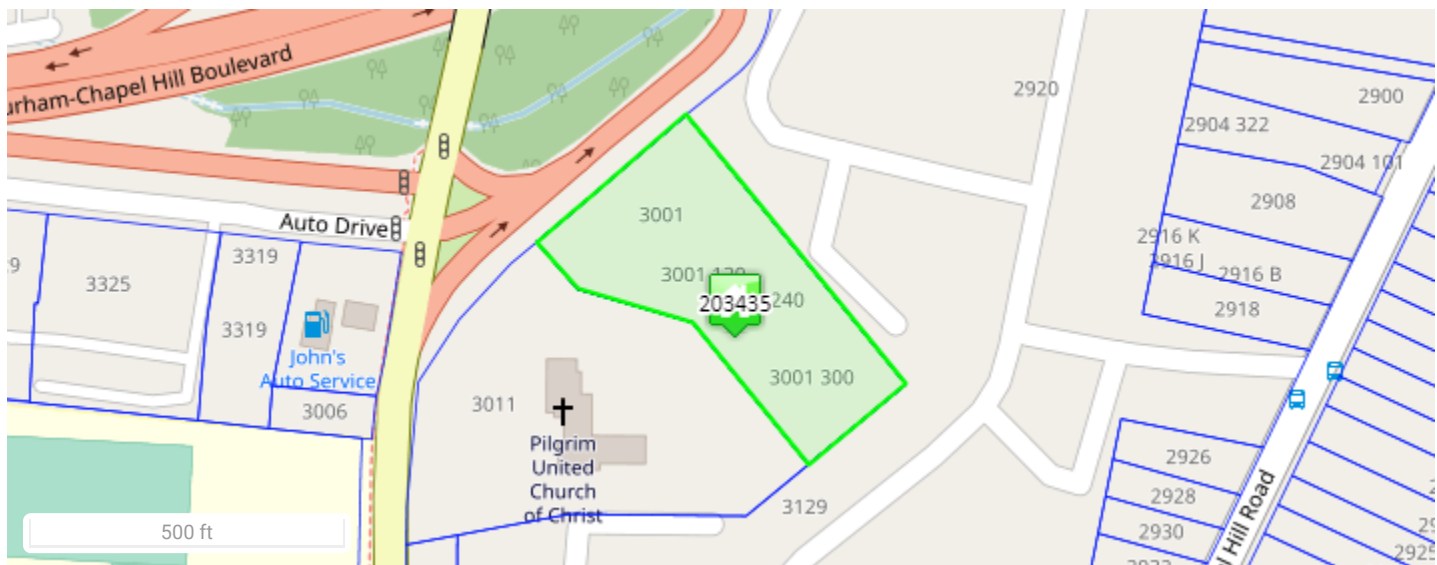 urham-Chapel Hill Boulevard
2920
2900
2904 322
2904 101
2908
3001
Auto Drive
2916 K
2916 J
2916 B
3319
9
3325
3001 120
240
203435
2918
3319
John's
Auto Service
3001 300
3006
3011
Pilgrim
United
Church
of Christ
2926
2928
2930
3129
l Hill Road
2925
500 ft